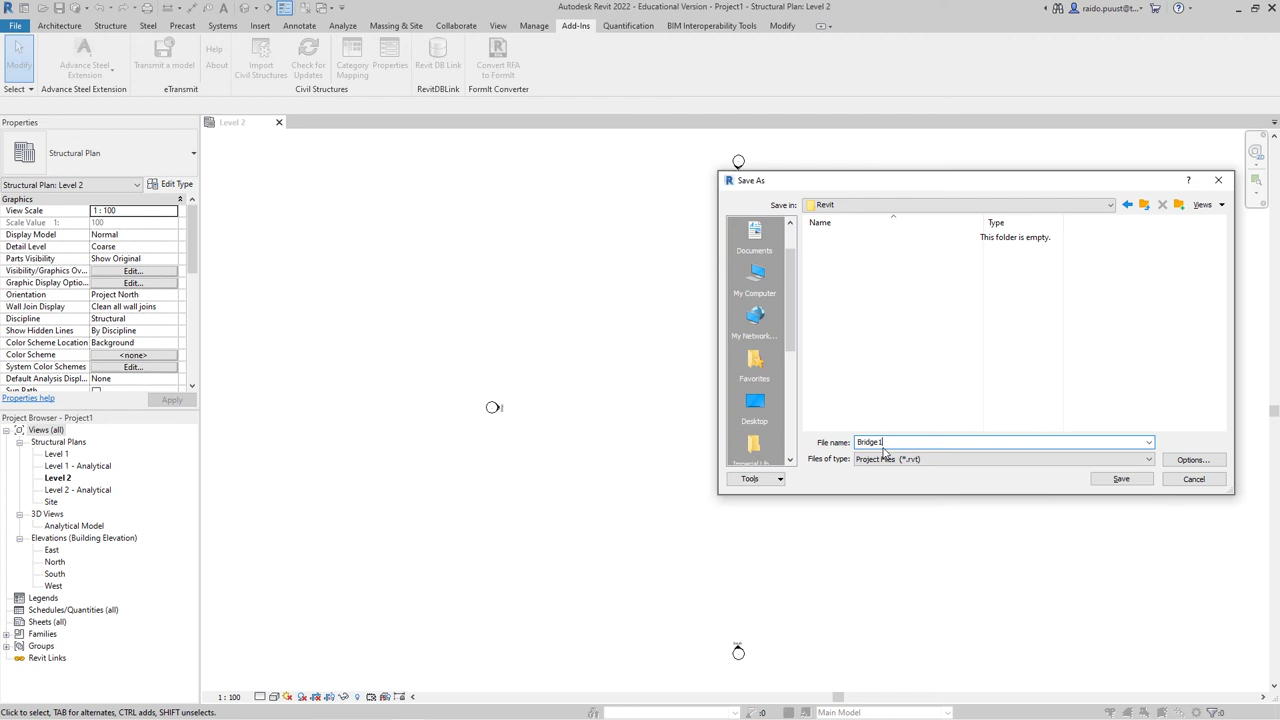 Autodesk Revit 2022 - Educational Version - Project1 - Structural Plan: Level 2
raido.puust@t...
File Architecture Structure Steel Precast Systems Insert Annotate Analyze Massing & Site Collaborate View Manage Add-Ins Quantification BIM Interoperability Tools Modify
Modify
Advance Steel
Extension
Transmit a model
Help
About
Import
Civil Structures
Check for
Updates
Category
Mapping
Properties
Revit DB Link
Convert RFA
to FormIt
Select
Advance Steel Extension
eTransmit
Civil Structures
RevitDBLink
FormIt Converter
Properties
Level 2
Structural Plan
Structural Plan: Level 2
Edit Type
Graphics
View Scale 1 : 100
Scale Value 1: 100
Display Model Normal
Detail Level Coarse
Parts Visibility Show Original
Visibility/Graphics Ov... Edit...
Graphic Display Optio... Edit...
Orientation Project North
Wall Join Display Clean all wall joins
Discipline Structural
Show Hidden Lines By Discipline
Color Scheme Location Background
Color Scheme <none>
System Color Schemes Edit...
Default Analysis Displ... None
Sun Path
Properties help
Apply
Project Browser - Project1
Views (all)
Structural Plans
Level 1
Level 1 - Analytical
Level 2
Level 2 - Analytical
Site
3D Views
Analytical Model
Elevations (Building Elevation)
East
North
South
West
Legends
Schedules/Quantities (all)
Sheets (all)
Families
Groups
Revit Links
Save As
Save in: Revit
Views
Name Type
This folder is empty.
Documents
My Computer
My Network...
Favorites
Desktop
File name: Bridge1
Files of type: Project Files (*.rvt)
Options...
Tools
Save
Cancel
1 : 100
Click to select, TAB for alternates, CTRL adds, SHIFT unselects.
:0
Main Model
:0